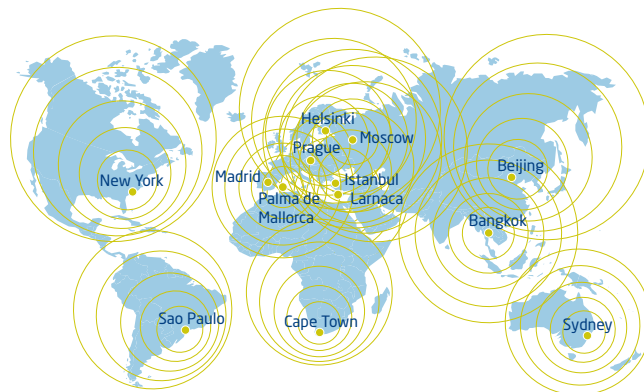 Helsinki
Moscow
Prague
New York
Madrid
Istanbul
Palma de
Mallorca
Larnaca
Beijing
Bangkok
Sao Paulo
Cape Town
Sydney